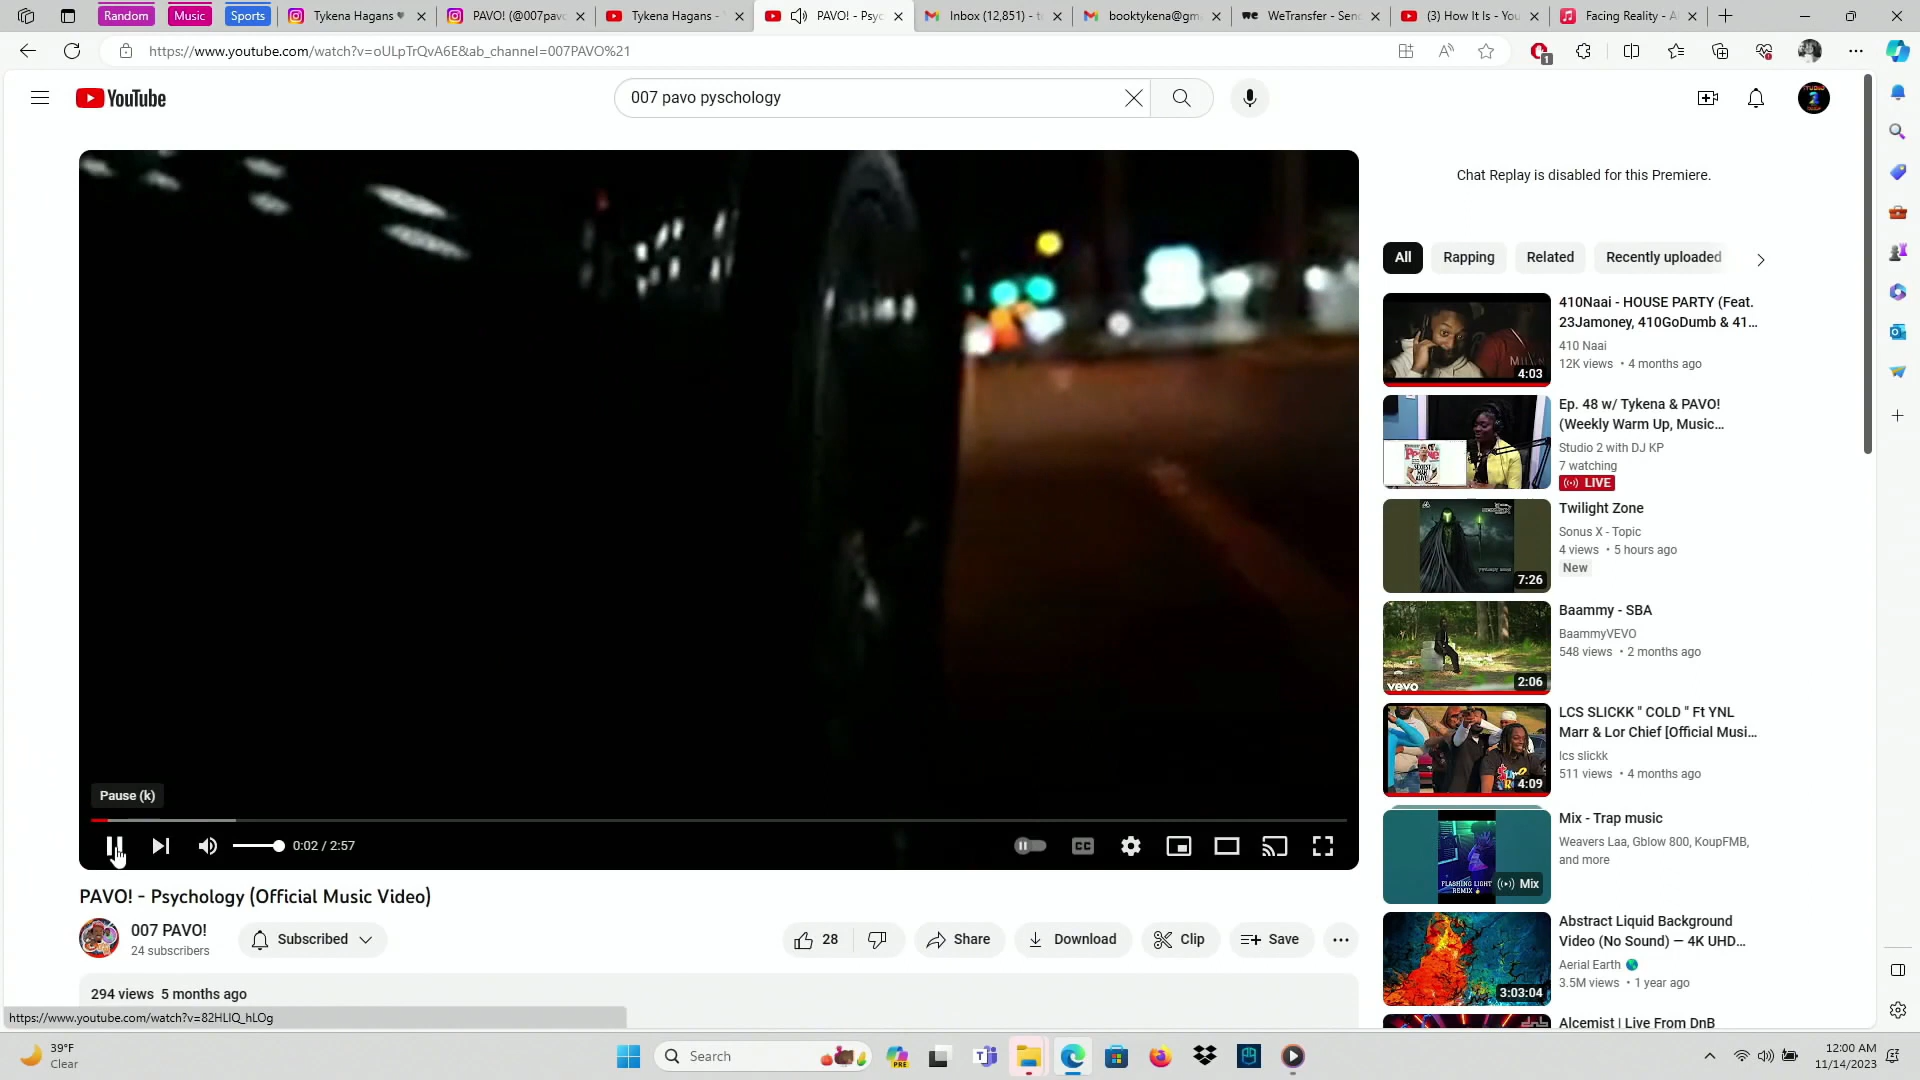 Random
Music
Sports
Tykena Hagans ♥
PAVO! (@007pav
Tykena Hagans -
PAVO! - Psyc
Inbox (12,851) - t
booktykena@gm
WeTransfer - Sen
(3) How It Is - You
Facing Reality - A
https://www.youtube.com/watch?v=oULpTrQvA6E&ab_channel=007PAVO%21
1
YouTube
007 pavo pyschology
Chat Replay is disabled for this Premiere.
All
Rapping
Related
Recently uploaded
410Naai - HOUSE PARTY (Feat.
23Jamoney, 410GoDumb & 41...
410 Naai
12K views • 4 months ago
4:03
Ep. 48 w/ Tykena & PAVO!
(Weekly Warm Up, Music...
Studio 2 with DJ KP
7 watching
LIVE
Twilight Zone
Sonus X - Topic
4 views • 5 hours ago
New
7:26
Baammy - SBA
BaammyVEVO
548 views • 2 months ago
vevo
2:06
LCS SLICKK " COLD " Ft YNL
Marr & Lor Chief [Official Musi...
lcs slickk
511 views • 4 months ago
4:09
Mix - Trap music
Weavers Laa, Gblow 800, KoupFMB,
and more
FLASHING LIGHT
REMIX
Mix
Abstract Liquid Background
Video (No Sound) — 4K UHD...
Aerial Earth
3.5M views • 1 year ago
3:03:04
Alcemist | Live From DnB
Pause (k)
0:02 / 2:57
CC
PAVO! - Psychology (Official Music Video)
007 PAVO!
24 subscribers
Subscribed
28
Share
Download
Clip
Save
294 views 5 months ago
https://www.youtube.com/watch?v=82HLIQ_hLOg
39°F
Clear
Search
PRE
12:00 AM
11/14/2023